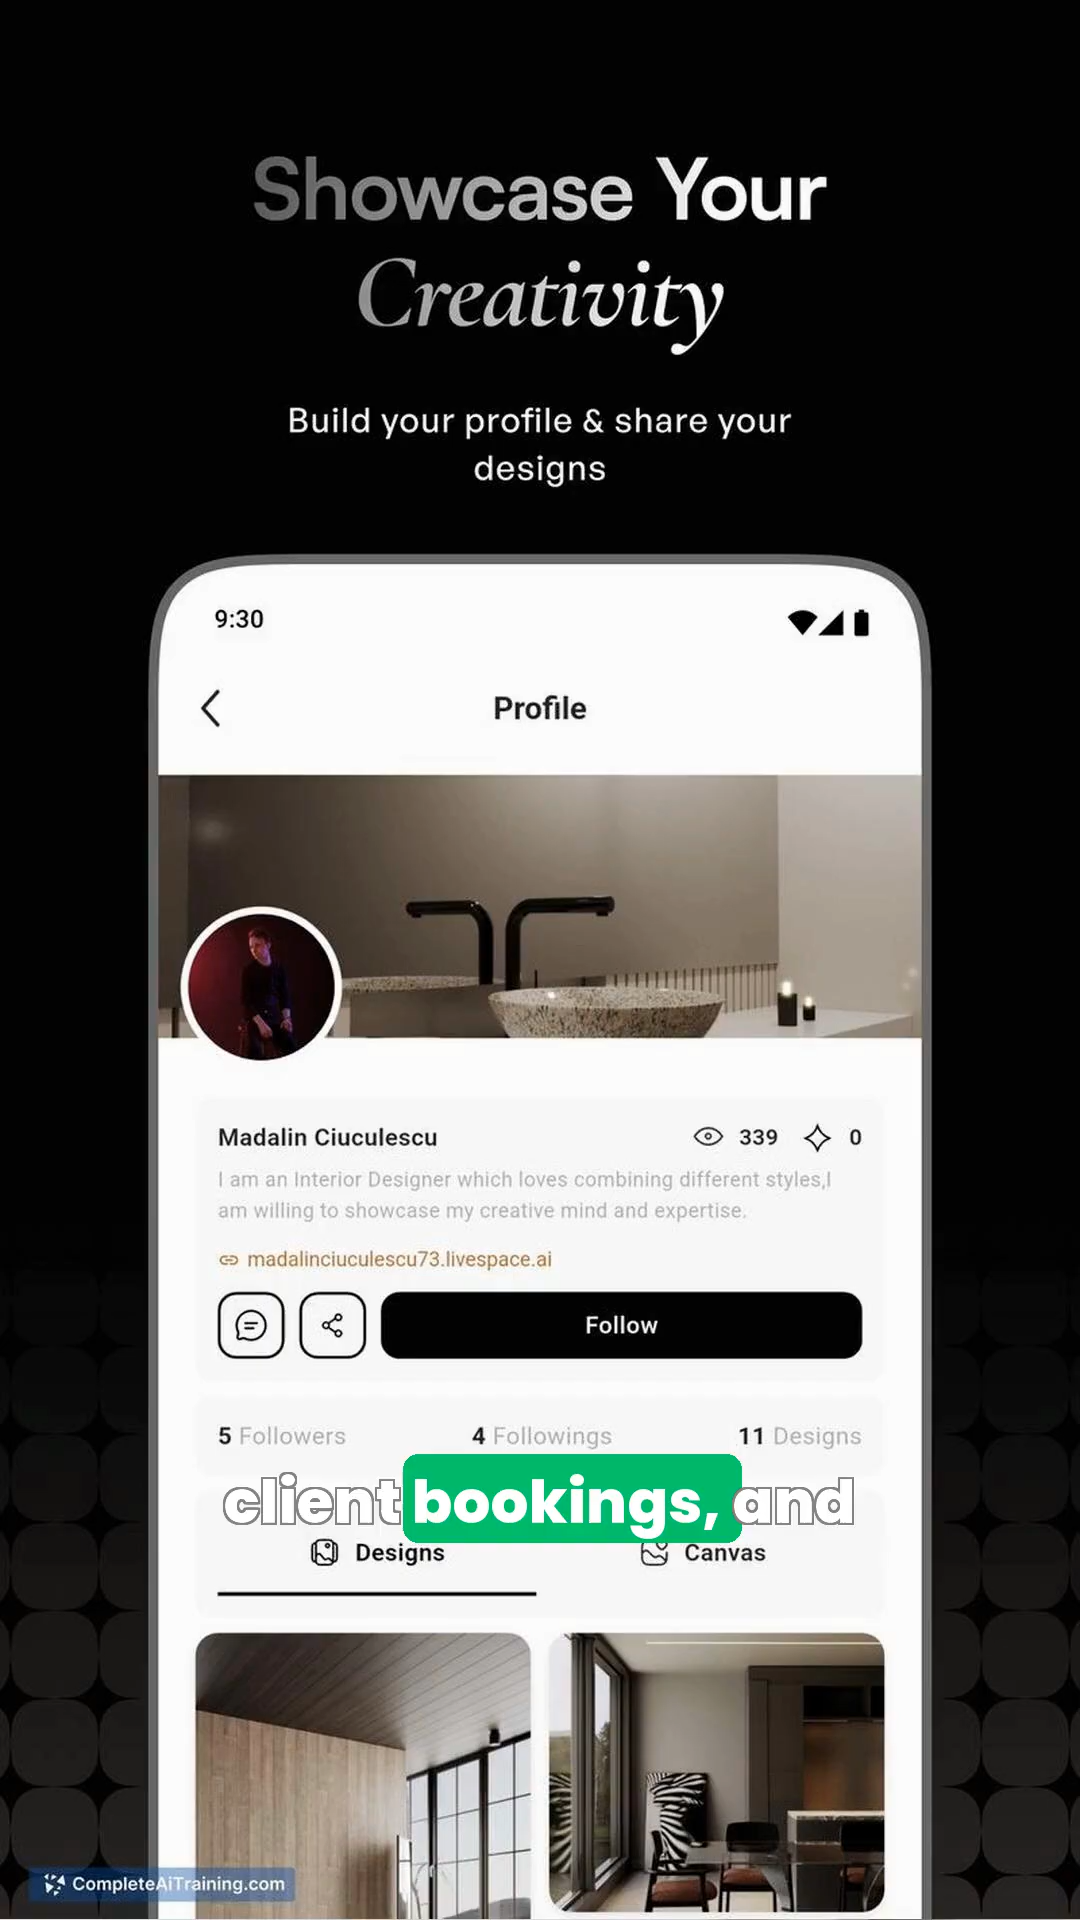 Showcase Your
Creativity
Build your profile & share your
designs
9:30
Profile
Madalin Ciuculescu
339
0
I am an Interior Designer which loves combining different styles,I
am willing to showcase my creative mind and expertise.
madalinciuculescu73.livespace.ai
Follow
5 Followers
4 Followings
11 Designs
client bookings, and
Designs
Canvas
CompleteAiTraining.com